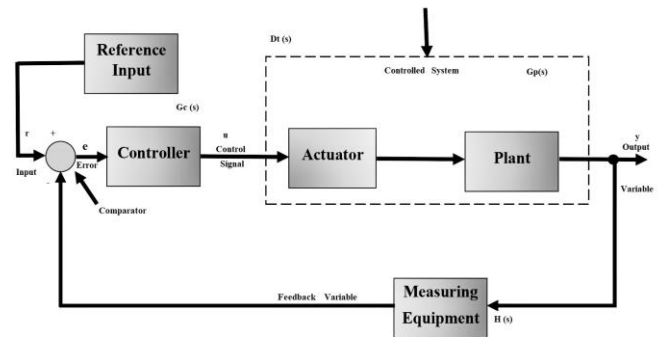 Dt (s)
Reference
Input
Controlled System
Gp(s)
Gc (s)
r
+
e
Error
Input
-
Controller
u
Control
Signal
Actuator
Plant
y
Output
Variable
Comparator
Feedback Variable
Measuring
Equipment
H (s)